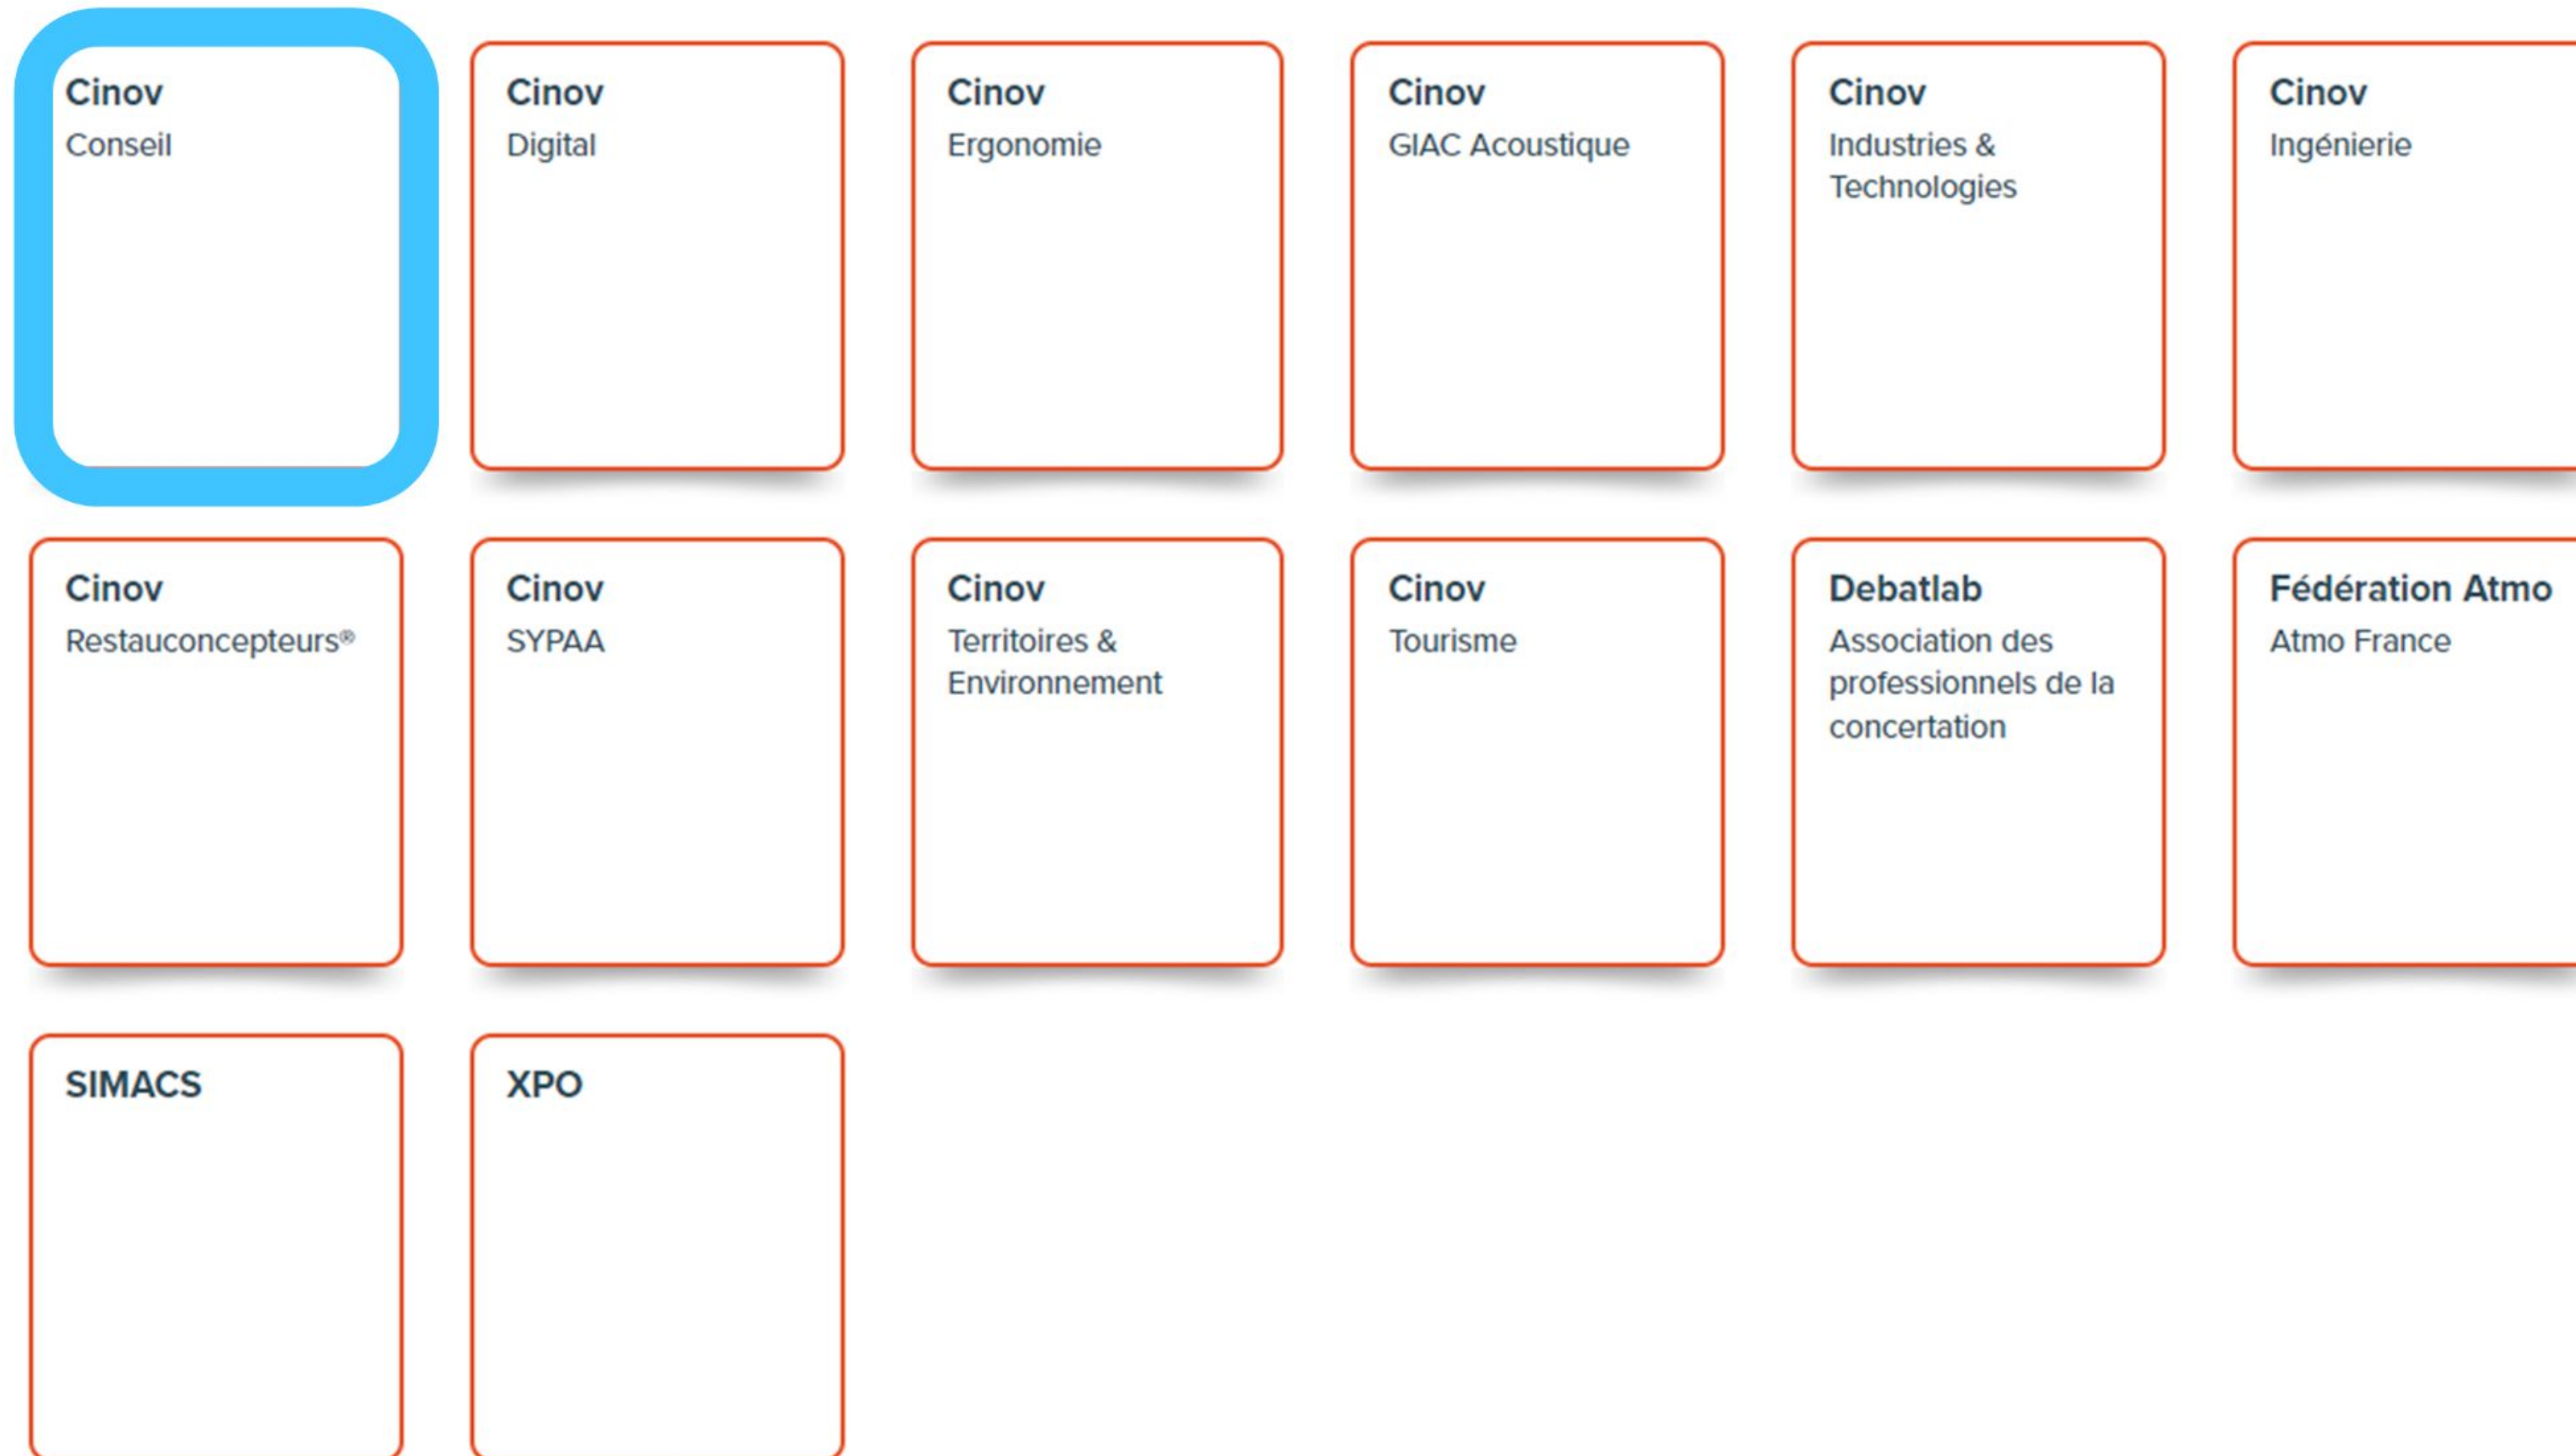 Cinov
Conseil
Cinov
Digital
Cinov
Ergonomie
Cinov
GIAC Acoustique
Cinov
Industries &
Technologies
Cinov
Ingénierie
Cinov
Restauconcepteurs®
Cinov
SYPAA
Cinov
Territoires &
Environnement
Cinov
Tourisme
Debatlab
Association des
professionnels de la
concertation
Fédération Atmo
Atmo France
SIMACS
XPO